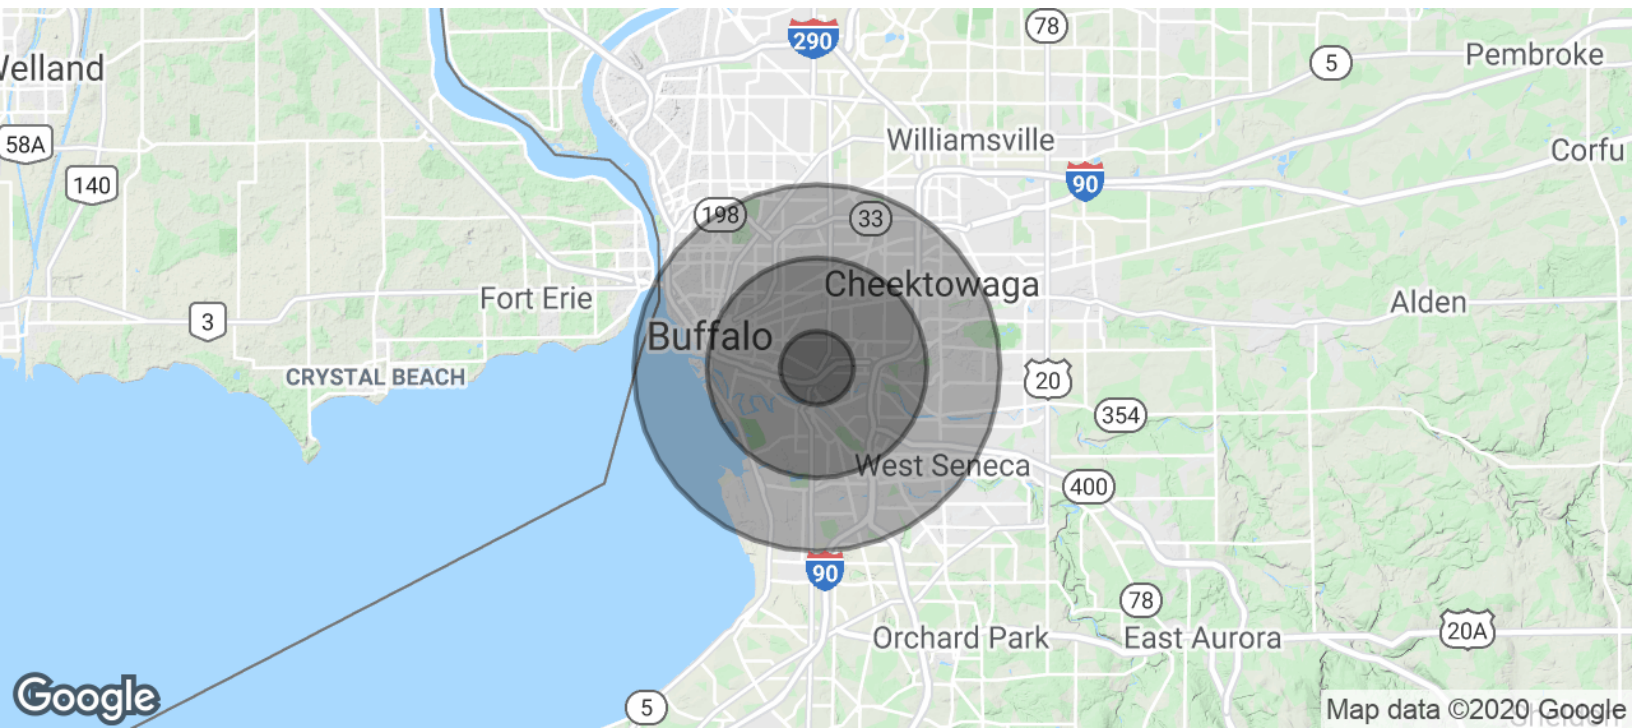 290
78
5
Pembroke
Welland
58A
Williamsville
Corfu
140
90
198
33
Cheektowaga
Fort Erie
Alden
3
Buffalo
CRYSTAL BEACH
20
354
West Seneca
400
90
78
Orchard Park
East Aurora
20A
Google
5
Map data ©2020 Google